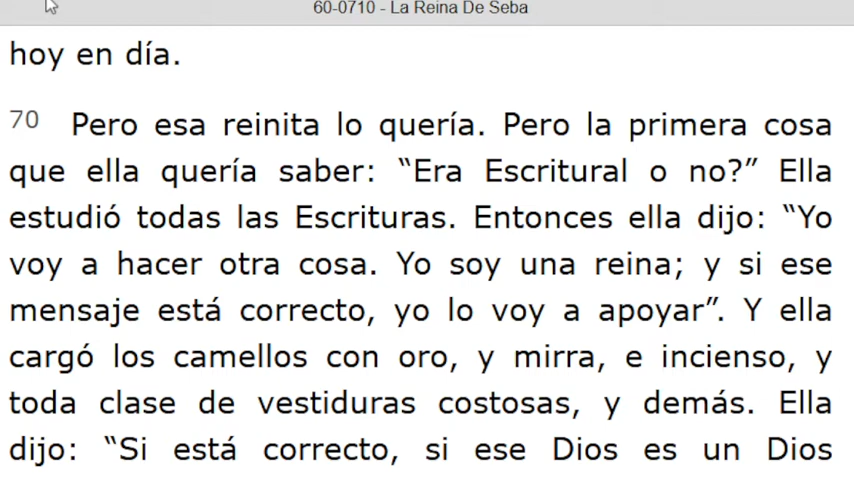 60-0710 - La Reina De Seba
hoy en día.
70 Pero esa reinita lo quería. Pero la primera cosa
que ella quería saber: “Era Escritural o no?” Ella
estudió todas las Escrituras. Entonces ella dijo: “Yo
voy a hacer otra cosa. Yo soy una reina; y si ese
mensaje está correcto, yo lo voy a apoyar”. Y ella
cargó los camellos con oro, y mirra, e incienso, y
toda clase de vestiduras costosas, y demás. Ella
dijo: “Si está correcto, si ese Dios es un Dios